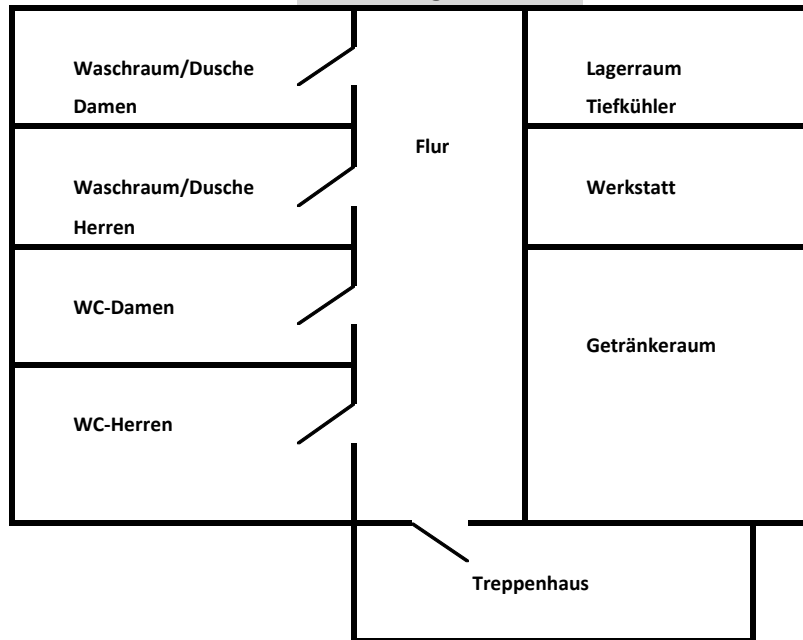 Waschraum/Dusche
Damen
Waschraum/Dusche
Herren
WC-Damen
WC-Herren
Flur
Lagerraum
Tiefkühler
Werkstatt
Getränkeraum
Treppenhaus